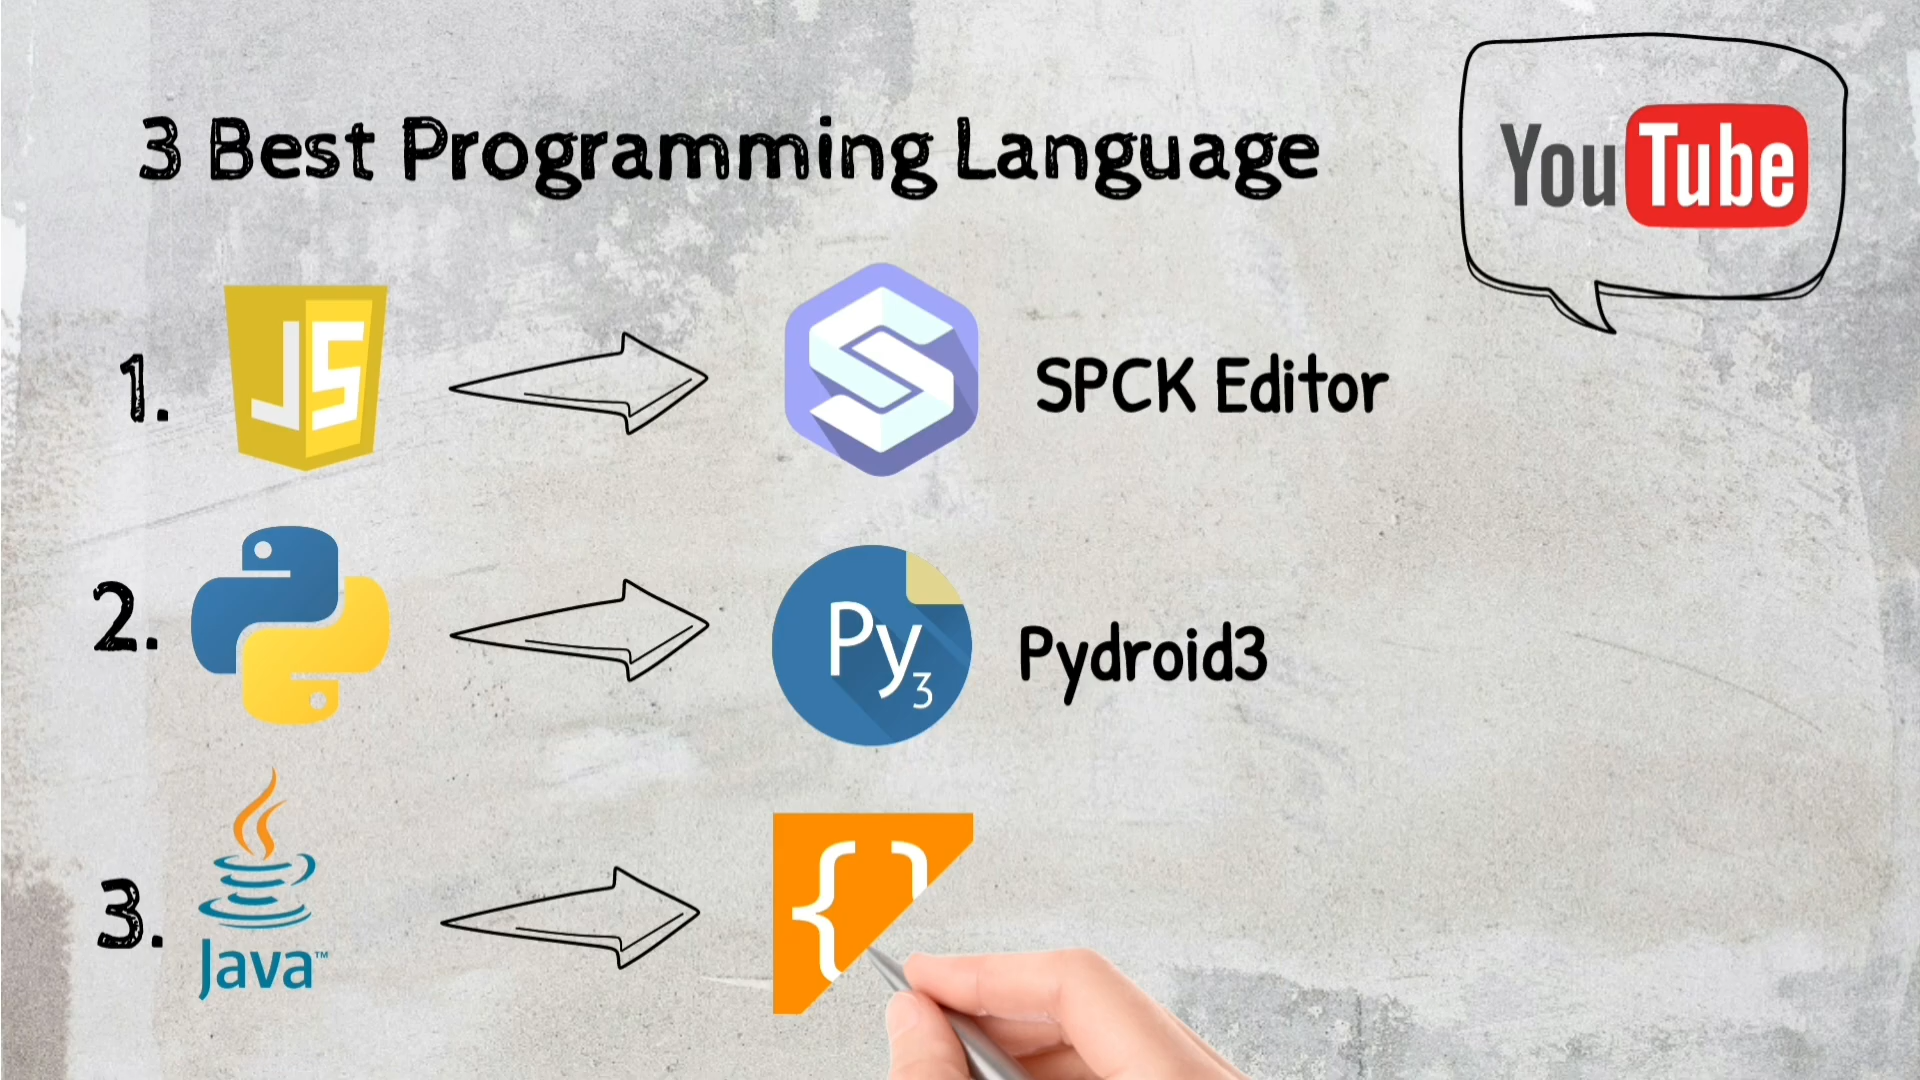 3 Best Programming Language
YouTube
1. JS SPCK Editor
2. Py3 Pydroid3
3. Java™ { }